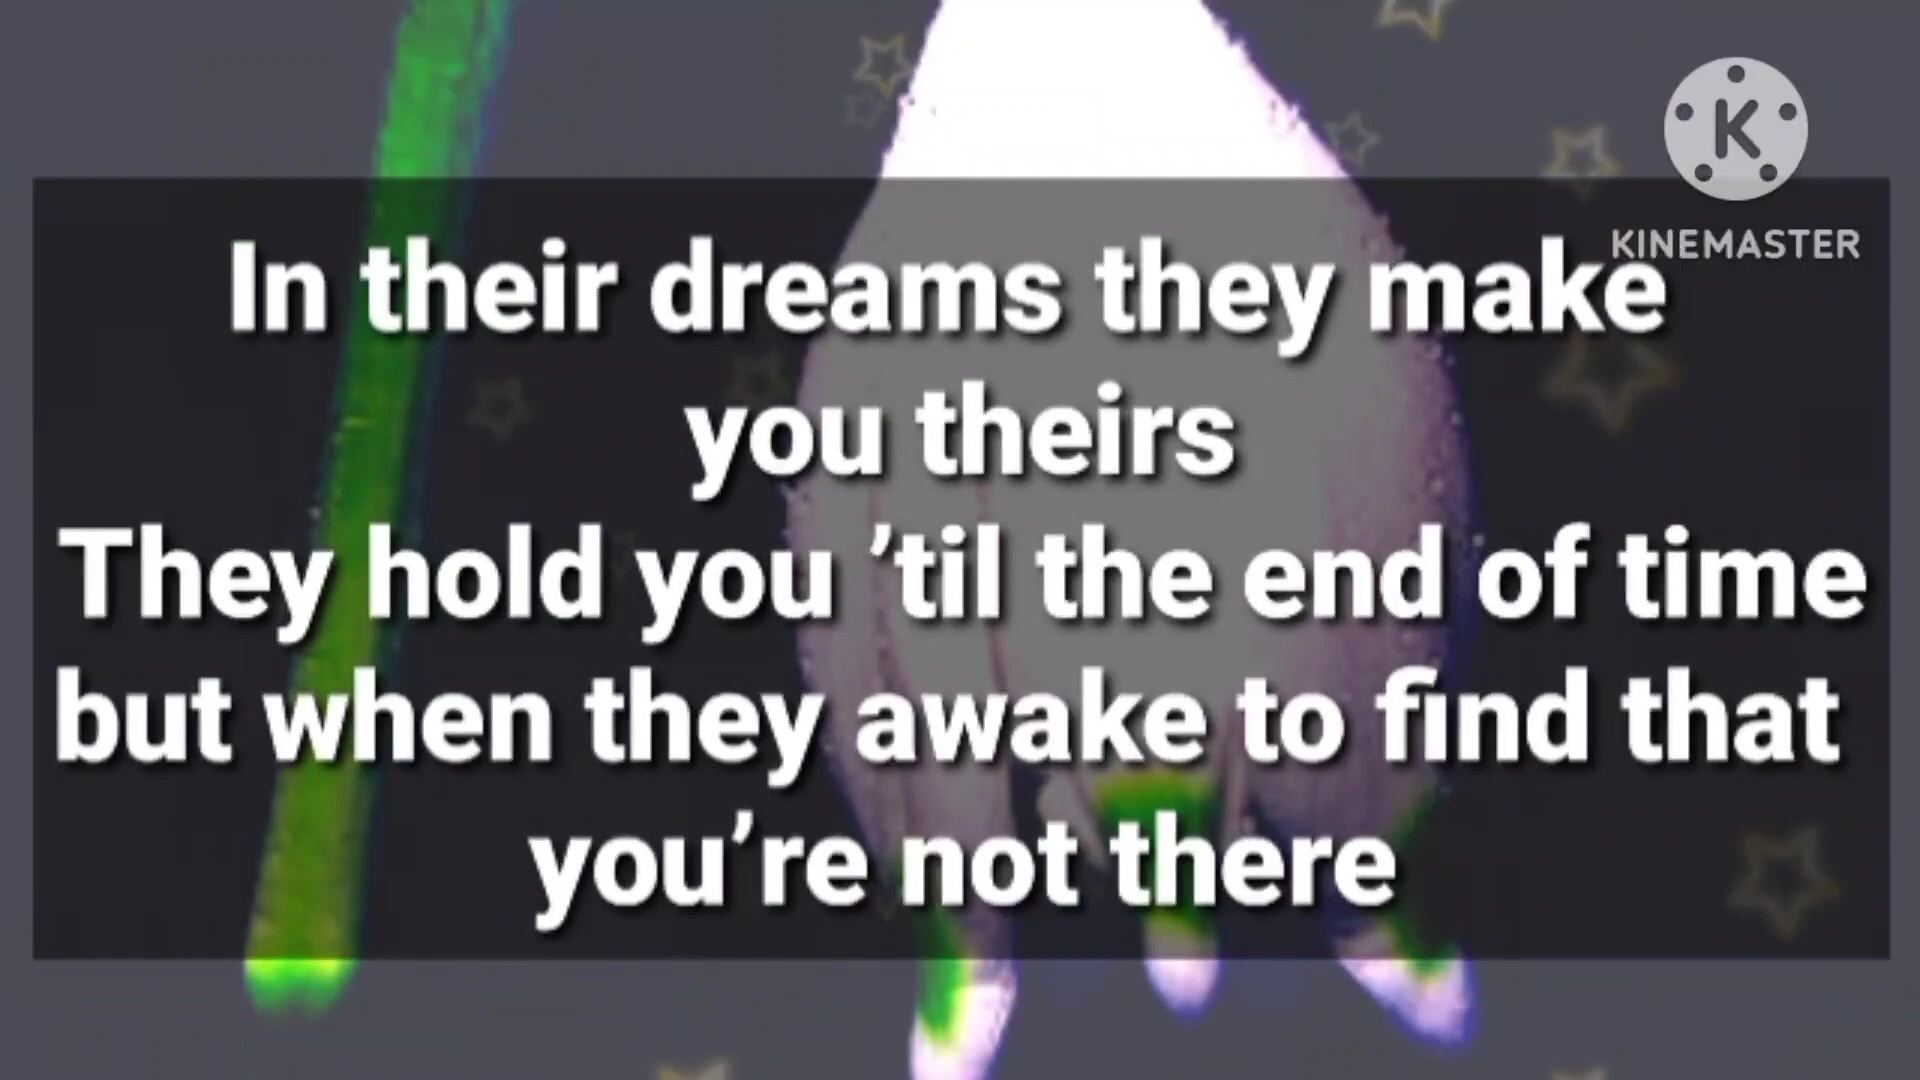 K
KINEMASTER
In their dreams they make
you theirs
They hold you ’til the end of time
but when they awake to find that
you’re not there